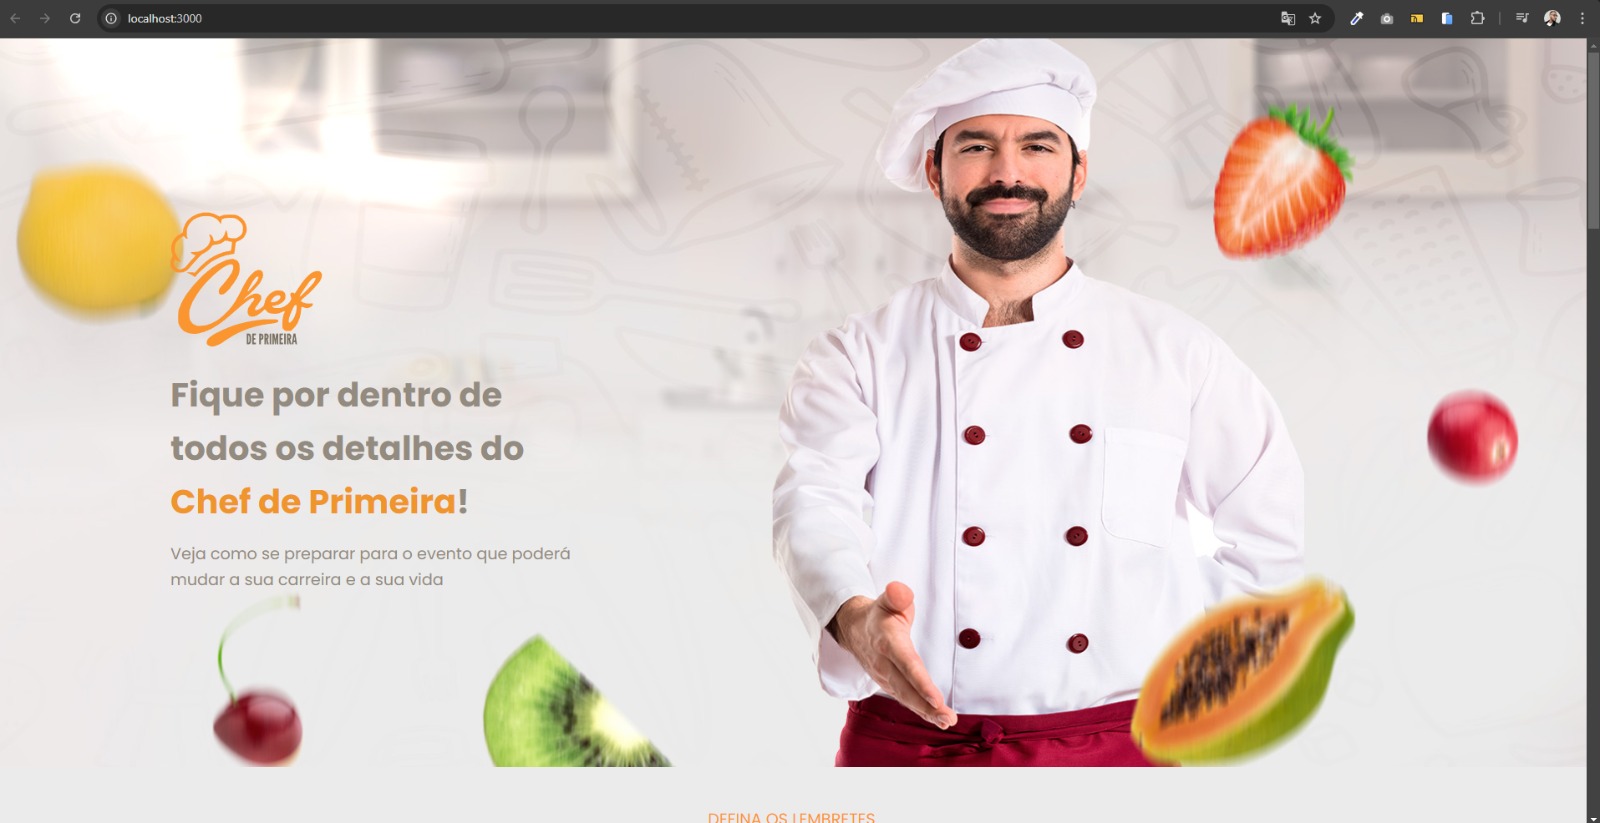 localhost:3000
Chef
DE PRIMEIRA
Fique por dentro de
todos os detalhes do
Chef de Primeira!
Veja como se preparar para o evento que poderá
mudar a sua carreira e a sua vida
DEFINA OS LEMBRETES